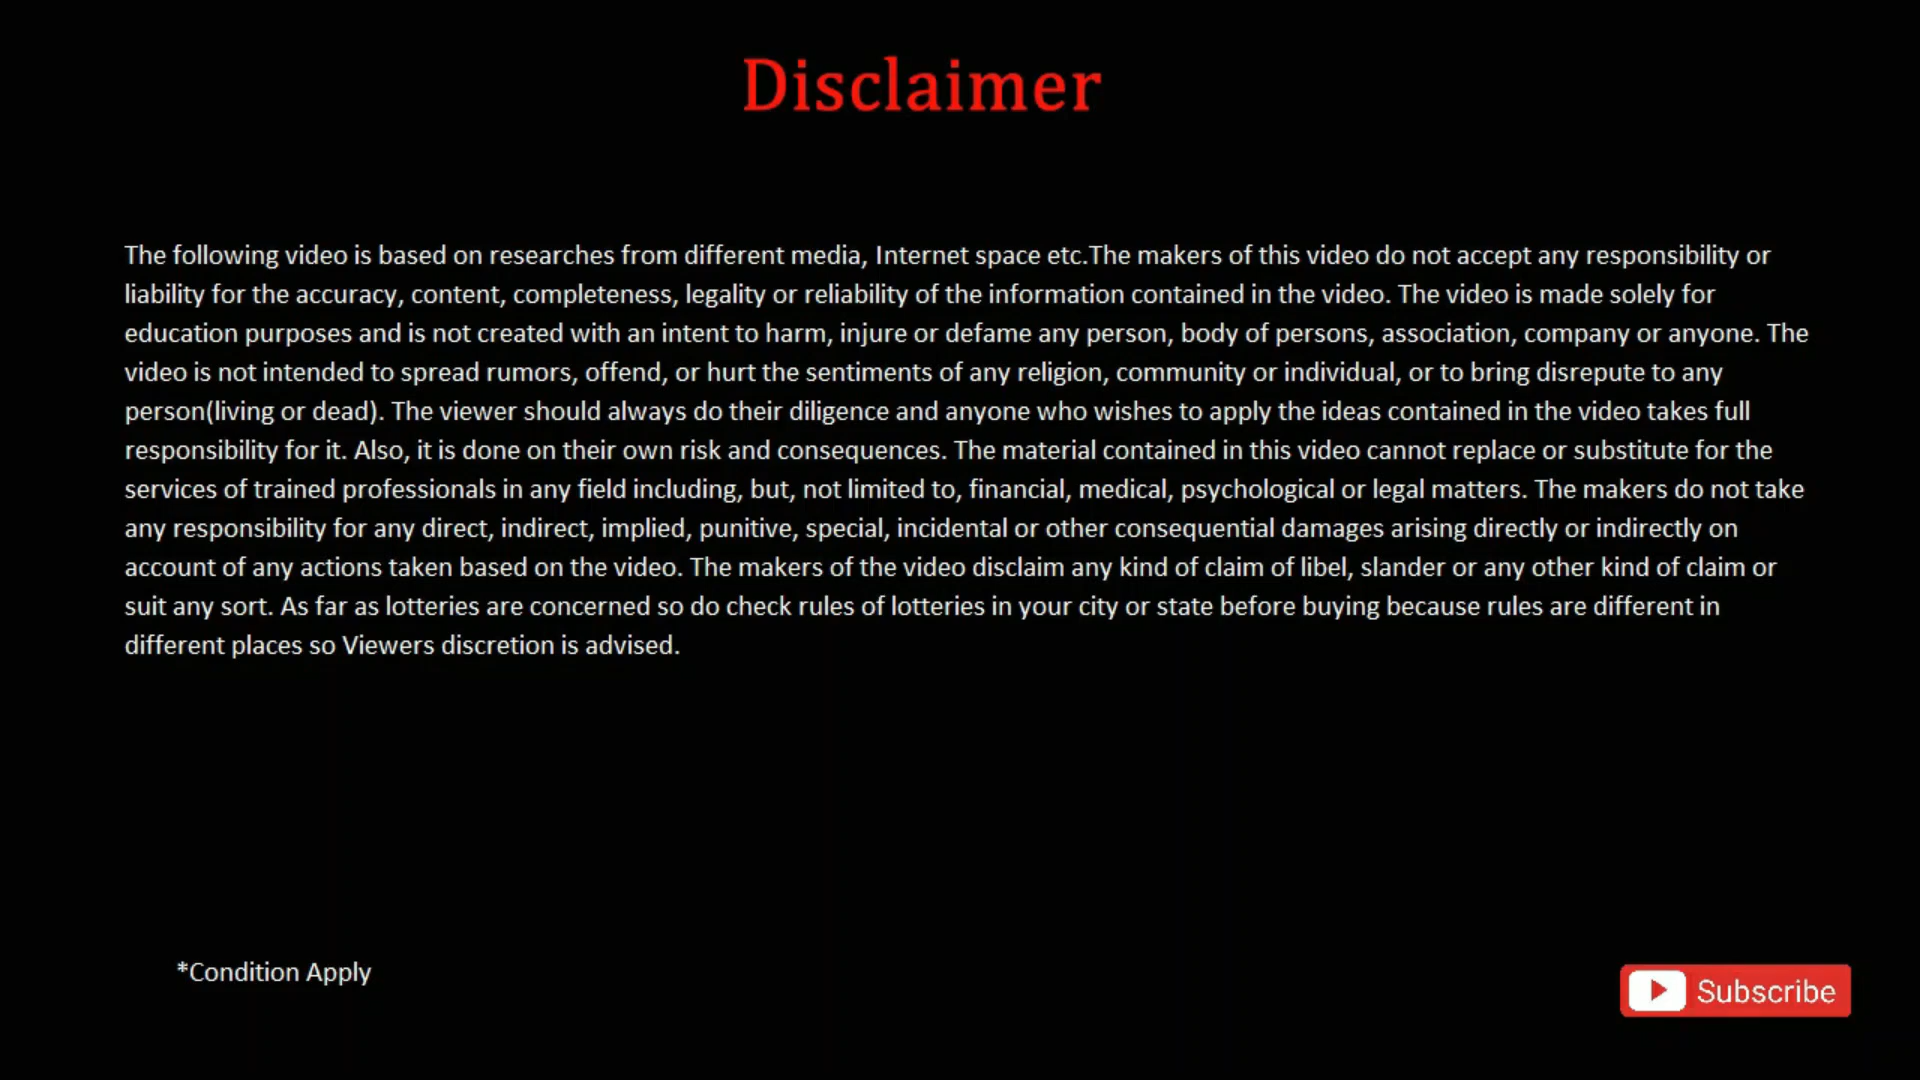 Disclaimer
The following video is based on researches from different media, Internet space etc.The makers of this video do not accept any responsibility or
liability for the accuracy, content, completeness, legality or reliability of the information contained in the video. The video is made solely for
education purposes and is not created with an intent to harm, injure or defame any person, body of persons, association, company or anyone. The
video is not intended to spread rumors, offend, or hurt the sentiments of any religion, community or individual, or to bring disrepute to any
person(living or dead). The viewer should always do their diligence and anyone who wishes to apply the ideas contained in the video takes full
responsibility for it. Also, it is done on their own risk and consequences. The material contained in this video cannot replace or substitute for the
services of trained professionals in any field including, but, not limited to, financial, medical, psychological or legal matters. The makers do not take
any responsibility for any direct, indirect, implied, punitive, special, incidental or other consequential damages arising directly or indirectly on
account of any actions taken based on the video. The makers of the video disclaim any kind of claim of libel, slander or any other kind of claim or
suit any sort. As far as lotteries are concerned so do check rules of lotteries in your city or state before buying because rules are different in
different places so Viewers discretion is advised.
*Condition Apply
Subscribe